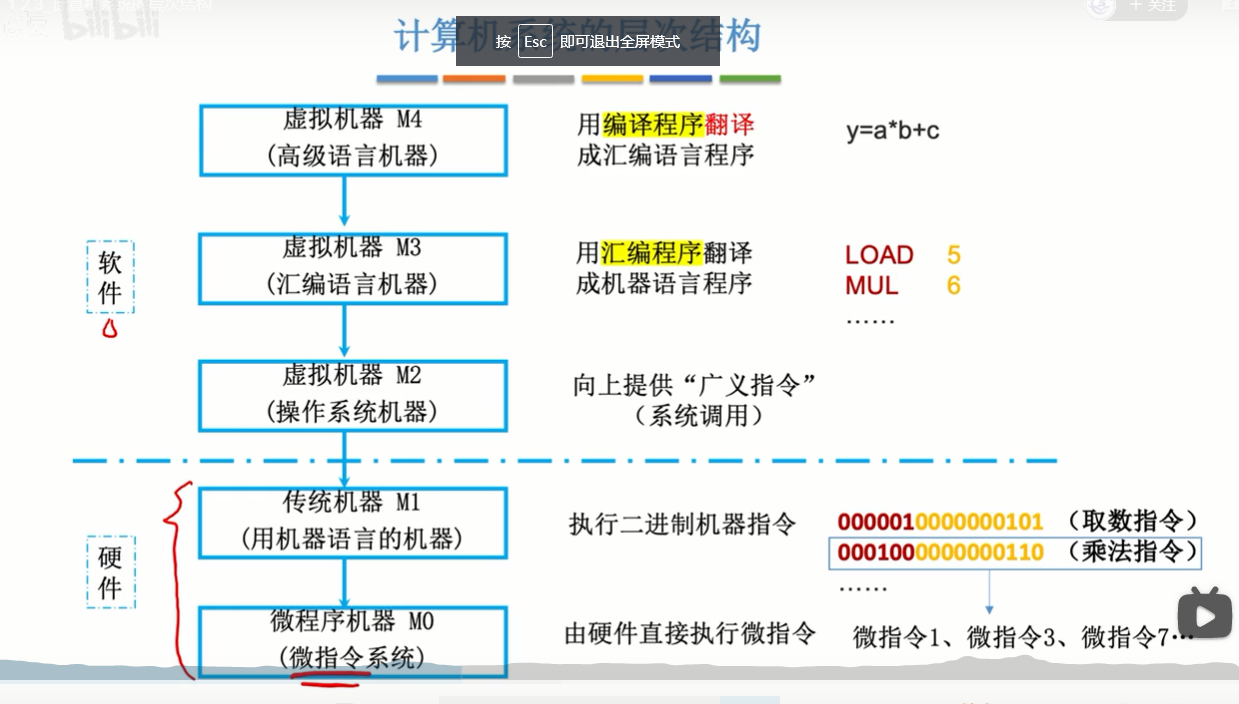 bilibili
+ 关注
计算机系统的层次结构
按 Esc 即可退出全屏模式
虚拟机器 M4
(高级语言机器)
用编译程序翻译
成汇编语言程序
y=a*b+c
软件
虚拟机器 M3
(汇编语言机器)
用汇编程序翻译
成机器语言程序
LOAD 5
MUL 6
……
虚拟机器 M2
(操作系统机器)
向上提供“广义指令”
（系统调用）
硬件
传统机器 M1
(用机器语言的机器)
执行二进制机器指令
0000010000000101 （取数指令）
0001000000000110 （乘法指令）
……
微程序机器 M0
(微指令系统)
由硬件直接执行微指令
微指令1、微指令3、微指令7…